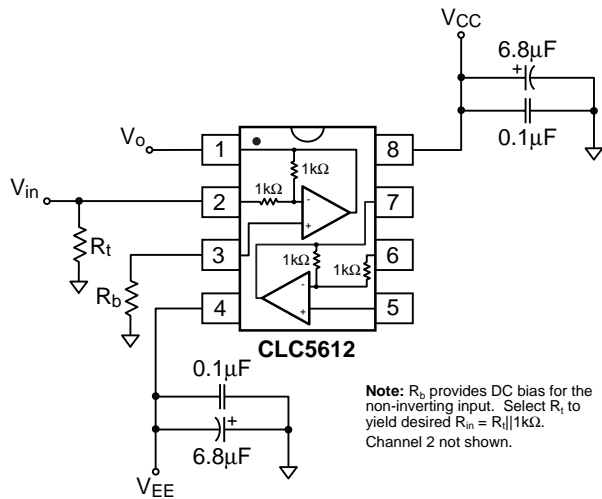 VCC
6.8μF
+
0.1μF
Vo
1
8
1kΩ
Vin
2
1kΩ
-
+
7
Rt
3
1kΩ
1kΩ
6
Rb
4
-
+
5
CLC5612
0.1μF
+
6.8μF
VEE
Note: Rb provides DC bias for the
non-inverting input. Select Rt to
yield desired Rin = Rt||1kΩ.
Channel 2 not shown.